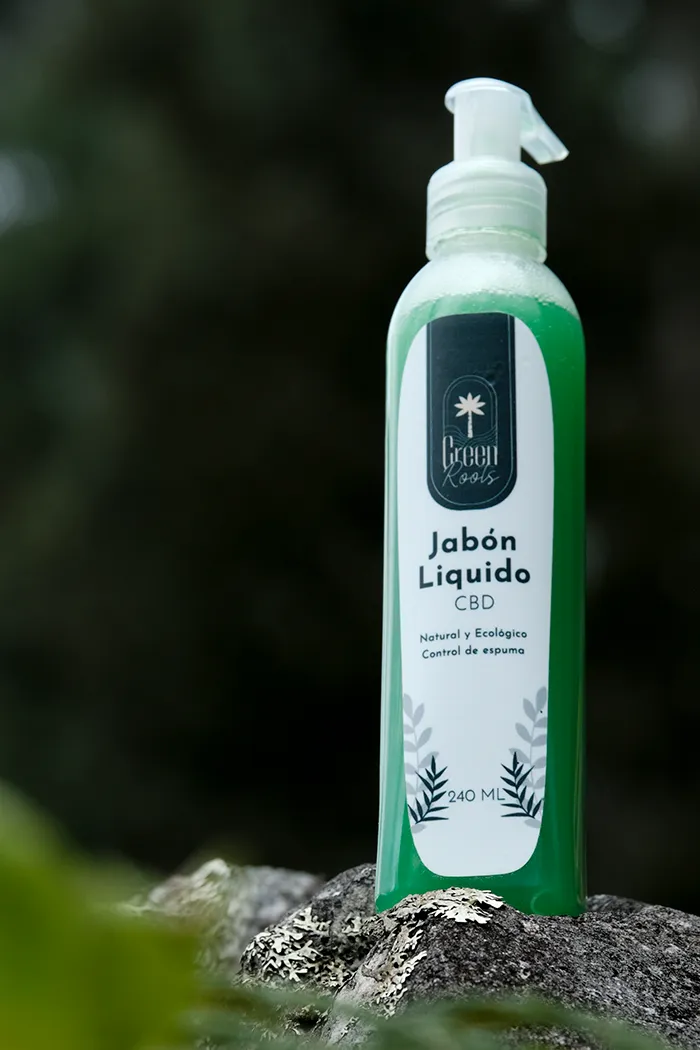 Green
Roots
Jabón
Liquido
CBD
Natural y Ecológico
Control de espuma
240 ML